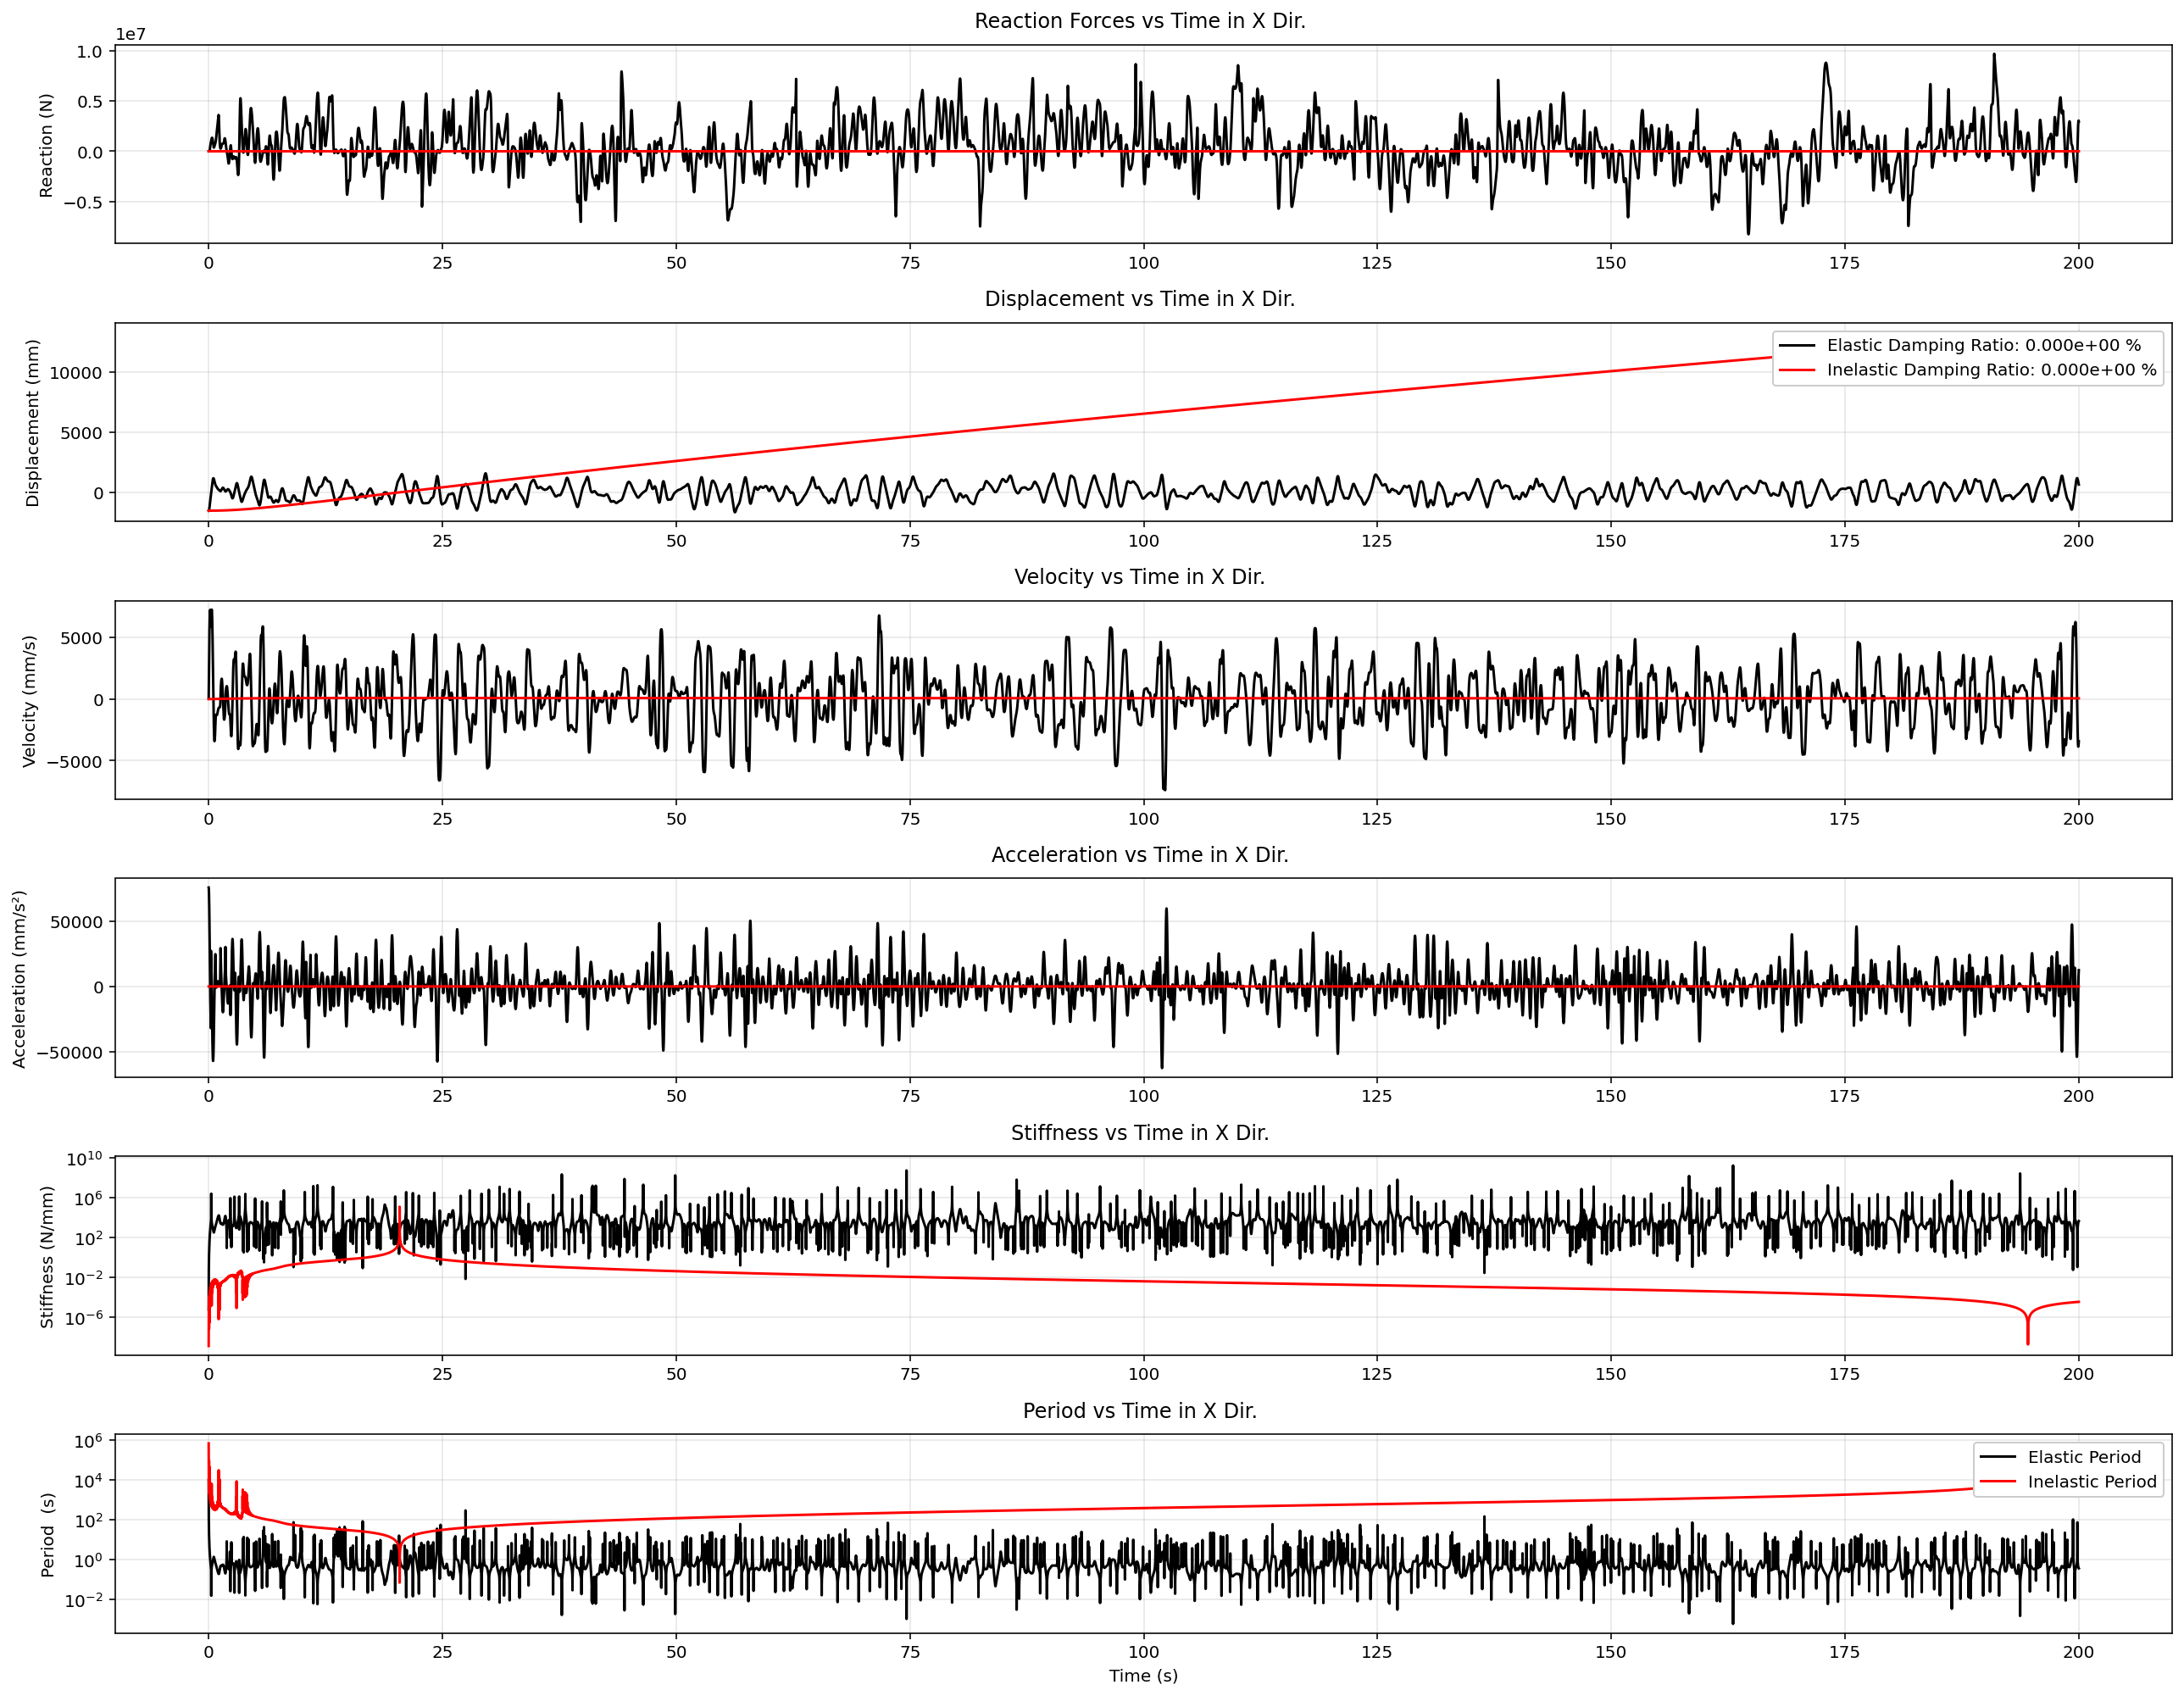 Reaction Forces vs Time in X Dir.
1e7
Reaction (N)
1.0
0.5
0.0
−0.5
0 25 50 75 100 125 150 175 200
Displacement vs Time in X Dir.
Displacement (mm)
10000
5000
0
Elastic Damping Ratio: 0.000e+00 %
Inelastic Damping Ratio: 0.000e+00 %
0 25 50 75 100 125 150 175 200
Velocity vs Time in X Dir.
Velocity (mm/s)
5000
0
−5000
0 25 50 75 100 125 150 175 200
Acceleration vs Time in X Dir.
Acceleration (mm/s²)
50000
0
−50000
0 25 50 75 100 125 150 175 200
Stiffness vs Time in X Dir.
Stiffness (N/mm)
10¹⁰
10⁶
10²
10⁻²
10⁻⁶
0 25 50 75 100 125 150 175 200
Period vs Time in X Dir.
Period (s)
10⁶
10⁴
10²
10⁰
10⁻²
Elastic Period
Inelastic Period
0 25 50 75 100 125 150 175 200
Time (s)